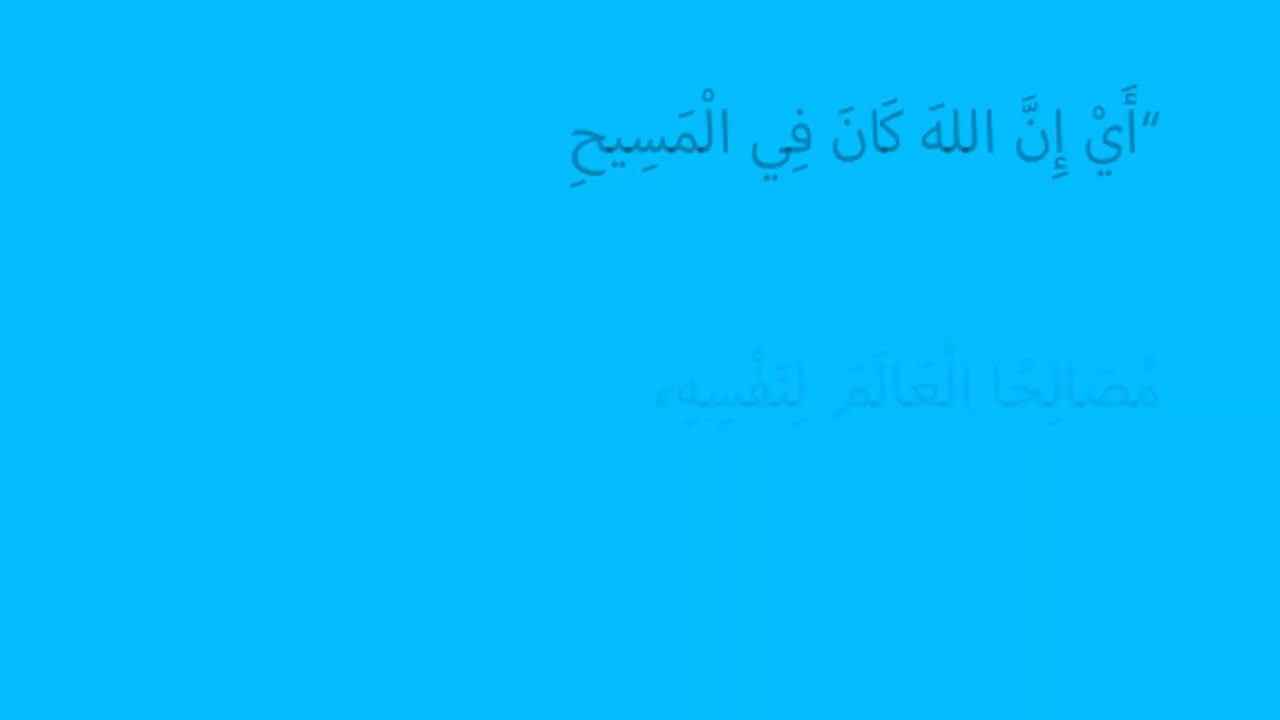 “أَيْ إِنَّ اللهَ كَانَ فِي الْمَسِيحِ
مُصَالِحًا الْعَالَمَ لِنَفْسِهِ،